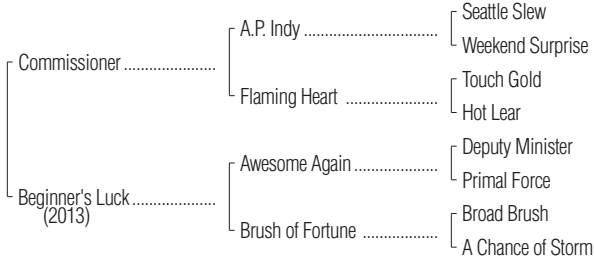 Seattle Slew
A.P. Indy ..............................
Weekend Surprise
Commissioner .....................
Touch Gold
Flaming Heart .....................
Hot Lear
Deputy Minister
Awesome Again ...................
Primal Force
Beginner's Luck ...................
(2013)
Broad Brush
Brush of Fortune .................
A Chance of Storm